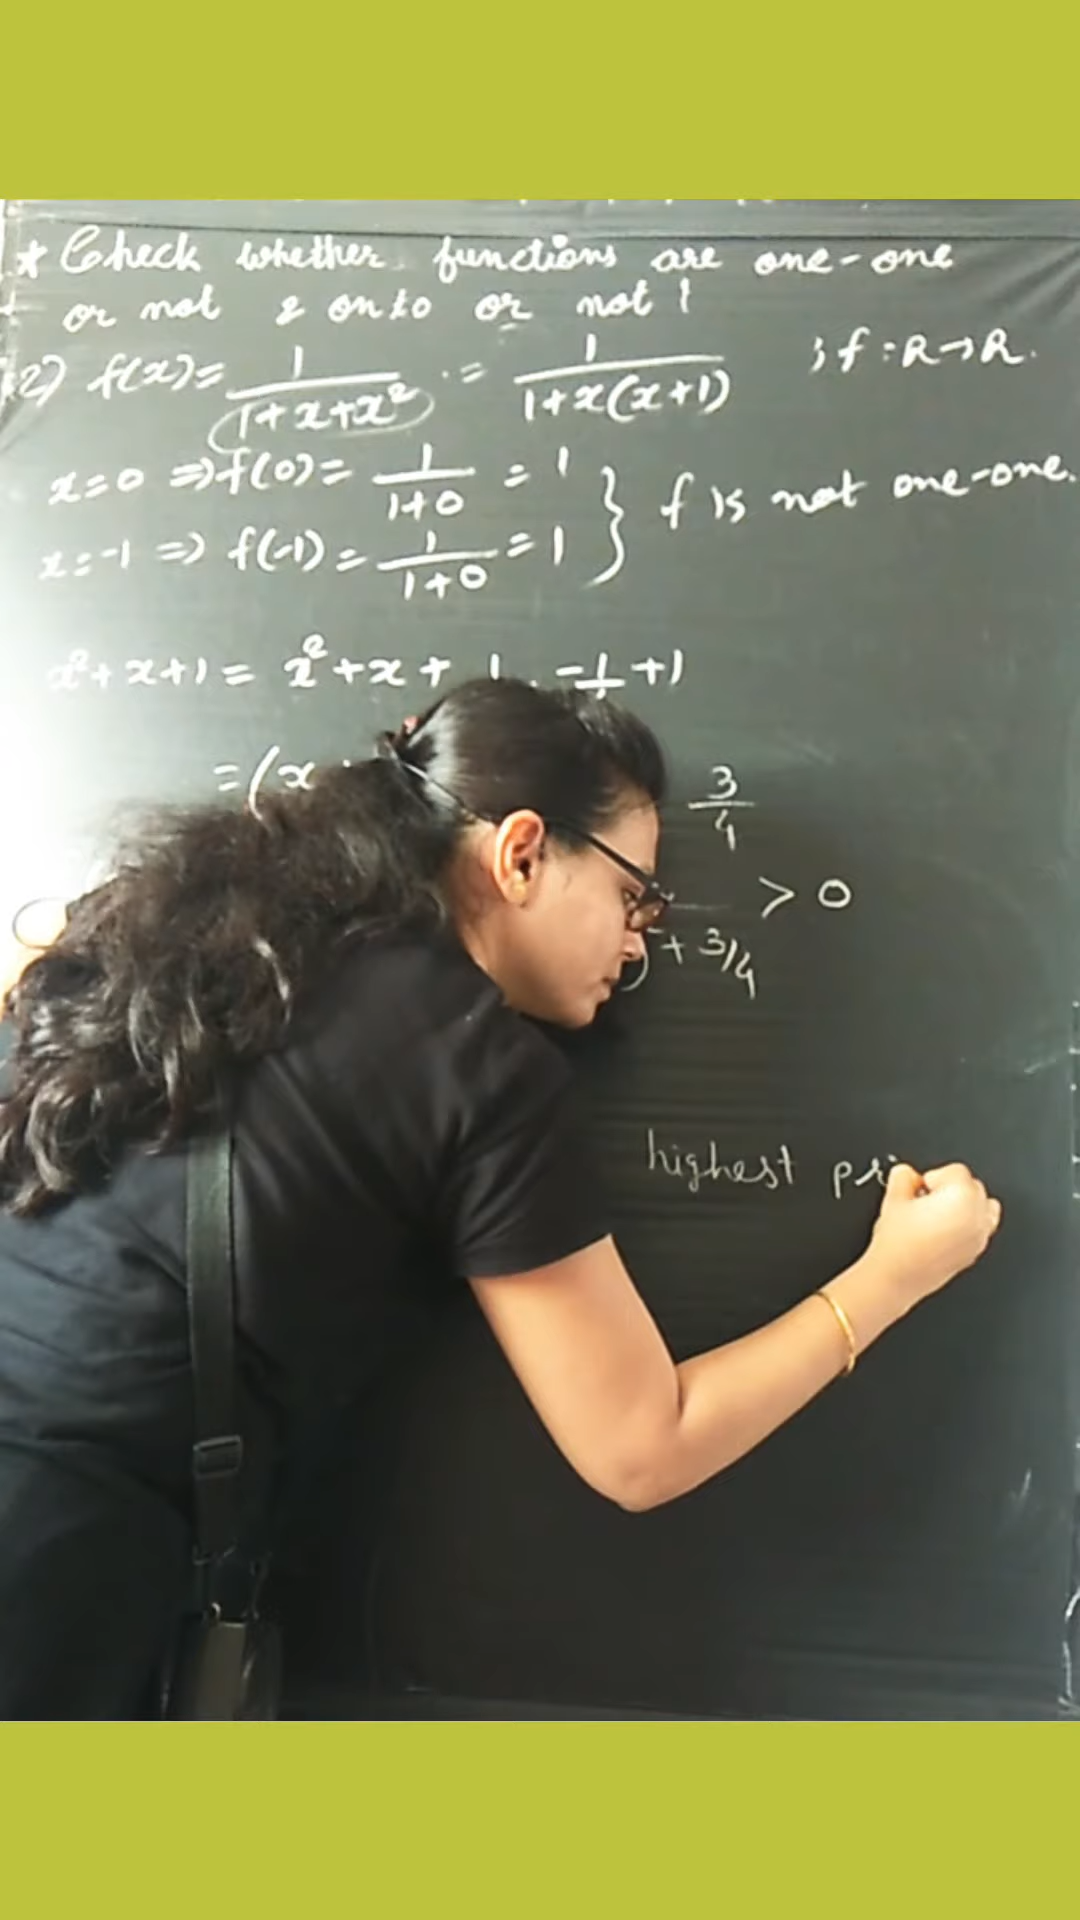 * Check whether functions are one-one
or not & onto or not !
2) f(x) = 1/(1+x+x²) = 1/(1+x(x+1)) ; f : R→R.
x=0 ⇒ f(0) = 1/(1+0) = 1
x=-1 ⇒ f(-1) = 1/(1+0) = 1 } f is not one-one.
x²+x+1 = x²+x+ 1 - 1 +1
=(x 3/4
> 0
) + 3/4
highest